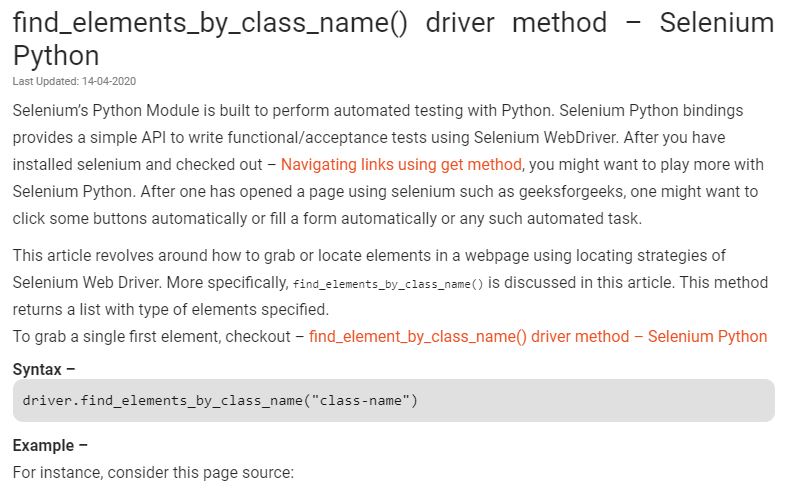 find_elements_by_class_name() driver method – Selenium
Python
Last Updated: 14-04-2020
Selenium's Python Module is built to perform automated testing with Python. Selenium Python bindings
provides a simple API to write functional/acceptance tests using Selenium WebDriver. After you have
installed selenium and checked out – Navigating links using get method, you might want to play more with
Selenium Python. After one has opened a page using selenium such as geeksforgeeks, one might want to
click some buttons automatically or fill a form automatically or any such automated task.
This article revolves around how to grab or locate elements in a webpage using locating strategies of
Selenium Web Driver. More specifically, find_elements_by_class_name() is discussed in this article. This method
returns a list with type of elements specified.
To grab a single first element, checkout – find_element_by_class_name() driver method – Selenium Python
Syntax –
driver.find_elements_by_class_name("class-name")
Example –
For instance, consider this page source: